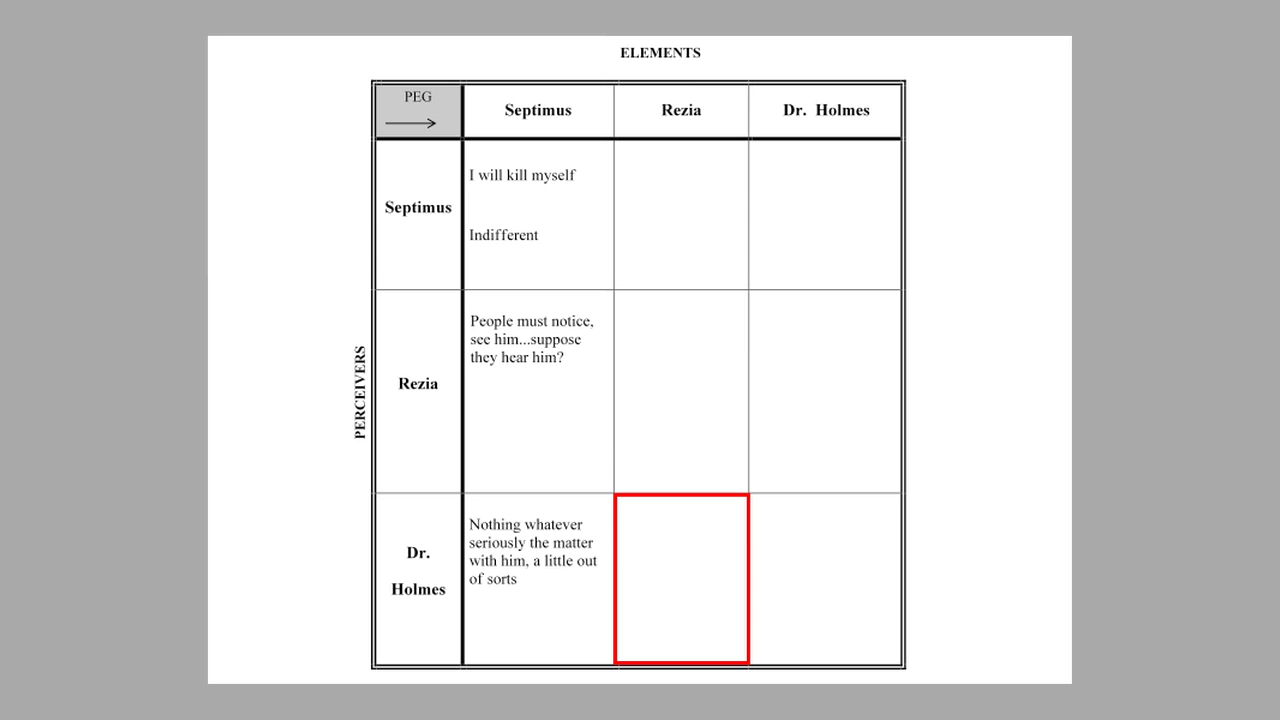 ELEMENTS
PEG
Septimus
Rezia
Dr. Holmes
PERCEIVERS
Septimus
I will kill myself
Indifferent
Rezia
People must notice,
see him...suppose
they hear him?
Dr.
Holmes
Nothing whatever
seriously the matter
with him, a little out
of sorts